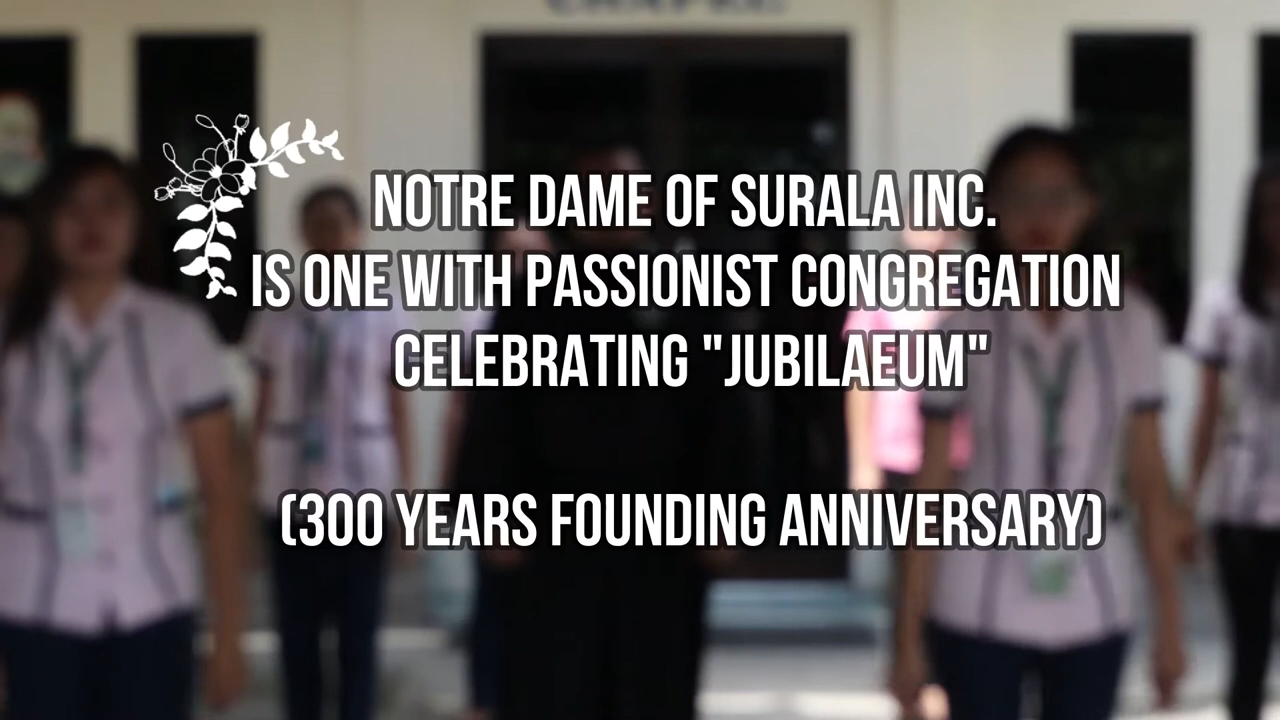 NOTRE DAME OF SURALA INC.
IS ONE WITH PASSIONIST CONGREGATION
CELEBRATING "JUBILAEUM"
(300 YEARS FOUNDING ANNIVERSARY)